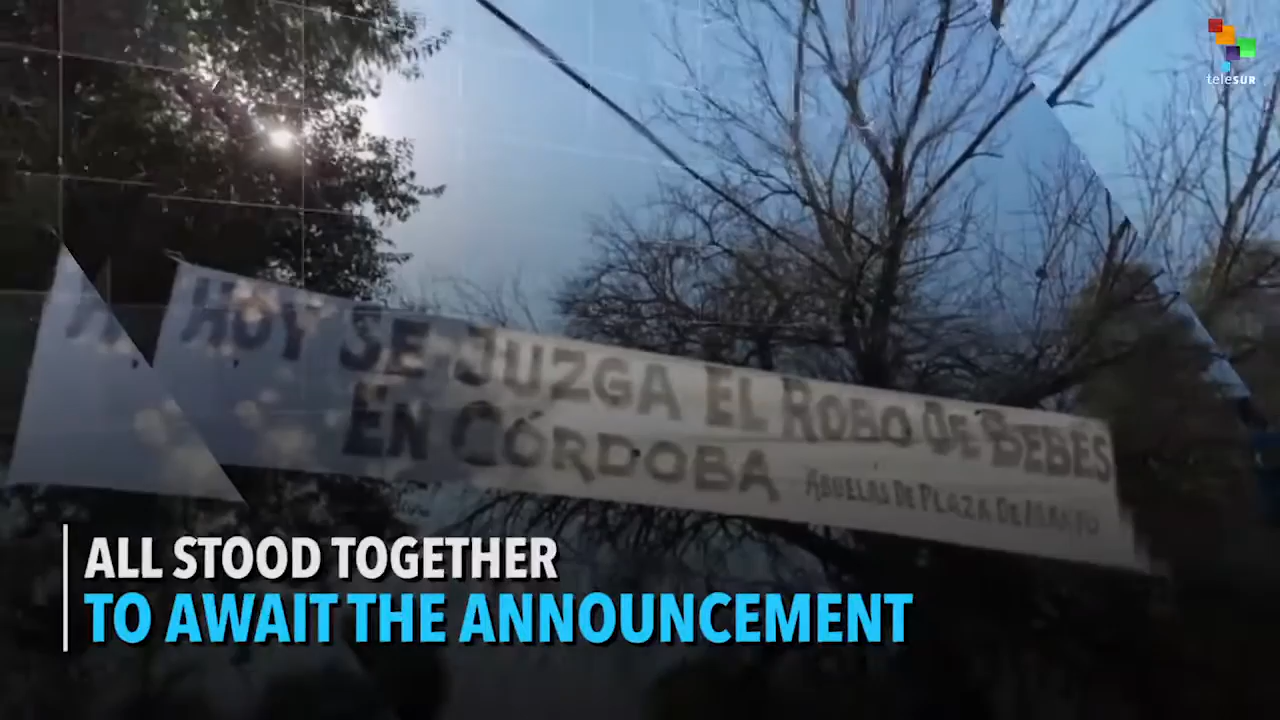 teleSUR
HOY SE JUZGA EL ROBO DE BEBÉS
EN CÓRDOBA
ABUELAS DE PLAZA DE MAYO
ALL STOOD TOGETHER
TO AWAIT THE ANNOUNCEMENT